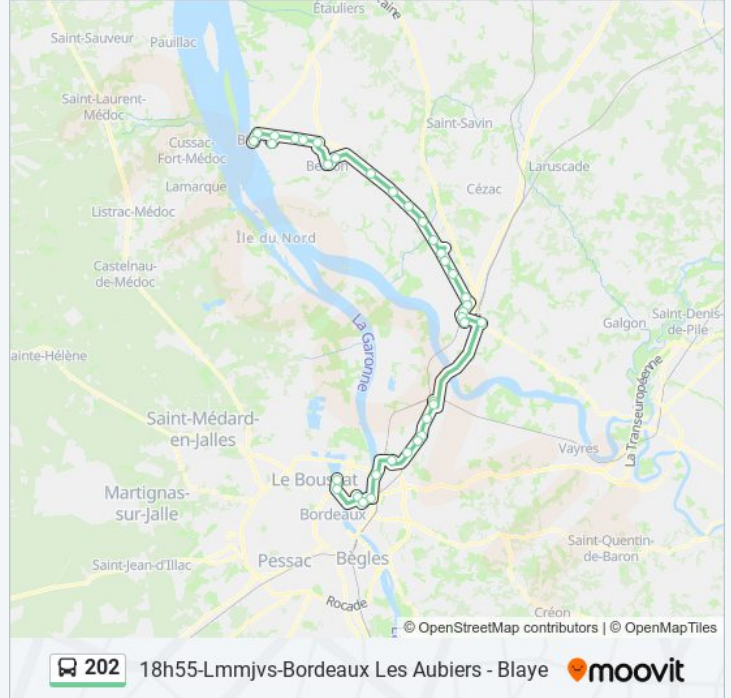 Étauliers
Saint-Sauveur
Pauillac
Saint-Laurent-
Médoc
Saint-Savin
Cussac-
Fort-Médoc
Laruscade
Lamarque
Cézac
Listrac-Médoc
Île du Nord
Castelnau-
de-Médoc
Saint-Denis-
de-Pile
Galgon
La Garonne
ainte-Hélène
La Transeuropéenne
Saint-Médard-
en-Jalles
Vayres
Le Bouscat
Martignas-
sur-Jalle
Bordeaux
Saint-Quentin-
de-Baron
Saint-Jean-d'Illac
Pessac
Bègles
Rocade
Créon
© OpenStreetMap contributors | © OpenMapTiles
202 18h55-Lmmjvs-Bordeaux Les Aubiers - Blaye moovit